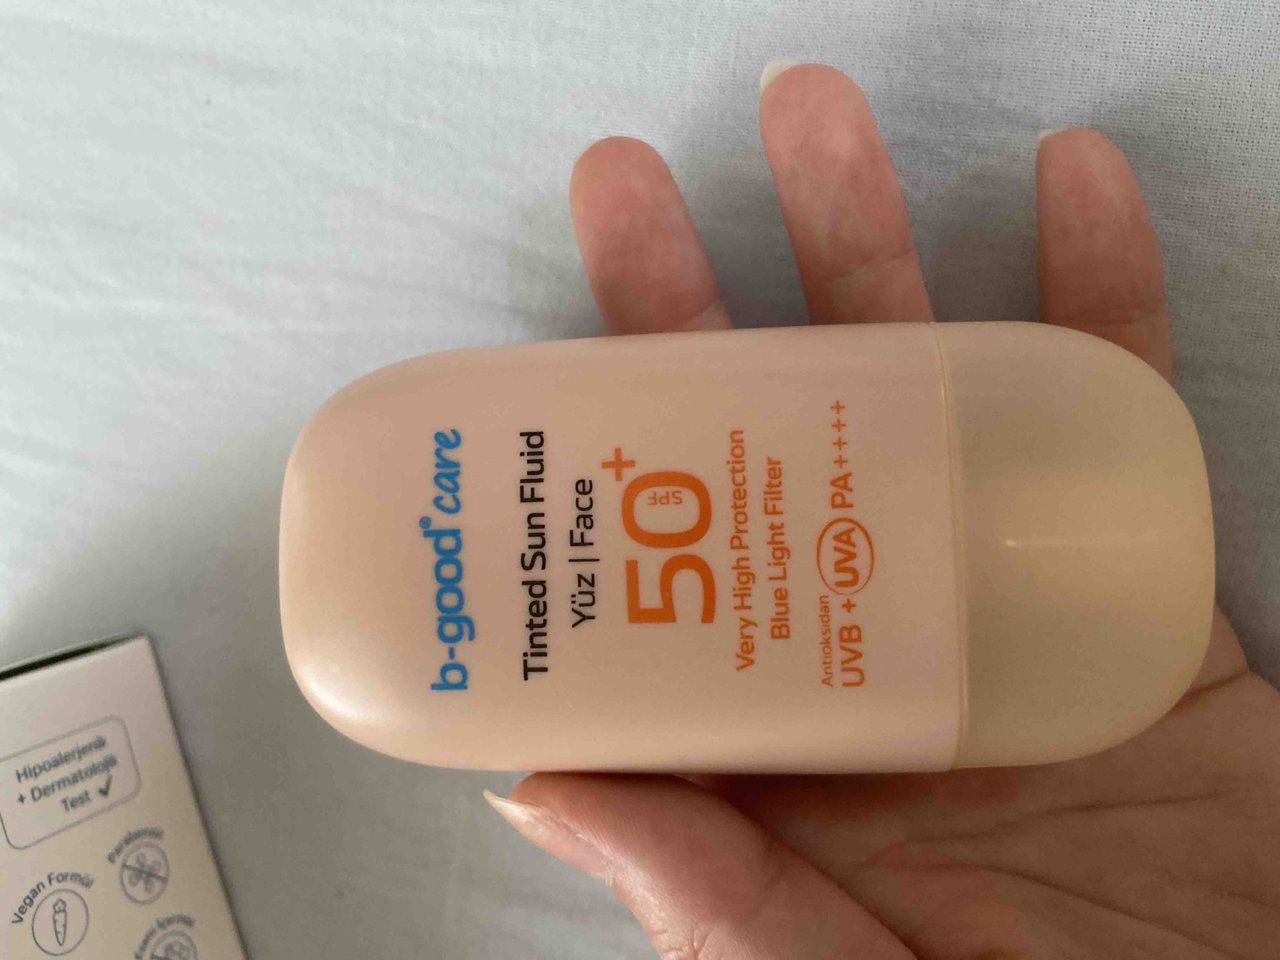 b-good® care
Tinted Sun Fluid
Yüz | Face
50+
SPF
Very High Protection
Blue Light Filter
Antioksidan
UVB + UVA PA++++
Hipoalerjenik
+ Dermatolojik
Test ✓
Vegan Formül